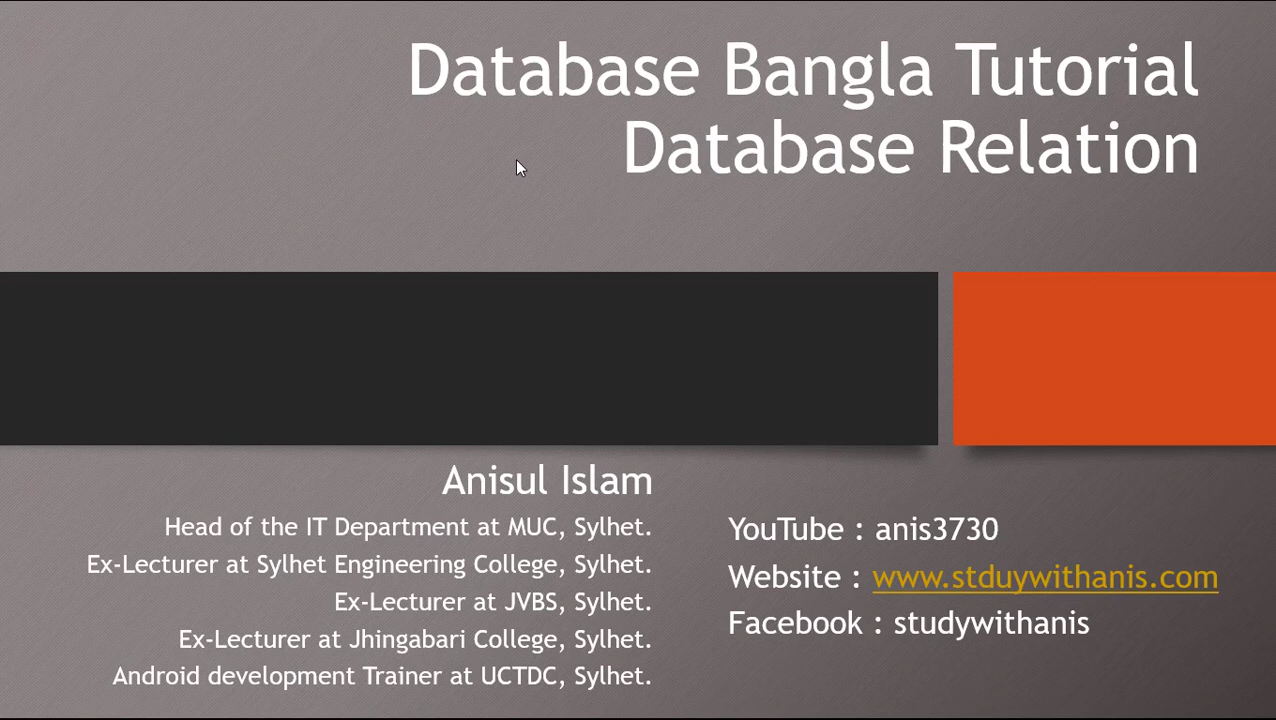 Database Bangla Tutorial
Database Relation
Anisul Islam
Head of the IT Department at MUC, Sylhet.
Ex-Lecturer at Sylhet Engineering College, Sylhet.
Ex-Lecturer at JVBS, Sylhet.
Ex-Lecturer at Jhingabari College, Sylhet.
Android development Trainer at UCTDC, Sylhet.
YouTube : anis3730
Website : www.stduywithanis.com
Facebook : studywithanis